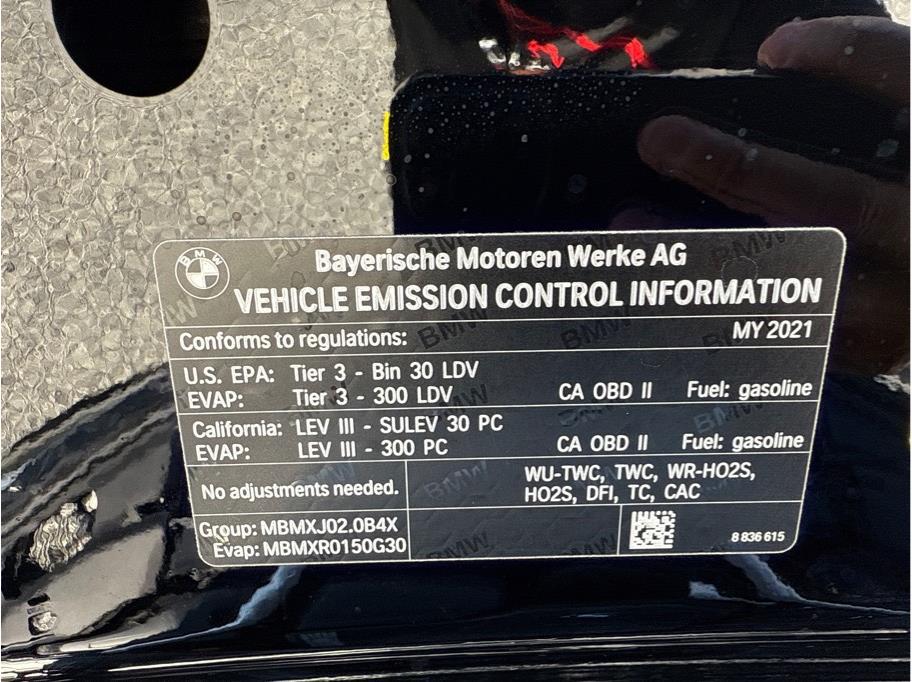 BMW
Bayerische Motoren Werke AG
VEHICLE EMISSION CONTROL INFORMATION
Conforms to regulations: MY 2021
U.S. EPA: Tier 3 - Bin 30 LDV
EVAP: Tier 3 - 300 LDV CA OBD II Fuel: gasoline
California: LEV III - SULEV 30 PC
EVAP: LEV III - 300 PC CA OBD II Fuel: gasoline
No adjustments needed.
WU-TWC, TWC, WR-HO2S,
HO2S, DFI, TC, CAC
Group: MBMXJ02.0B4X
Evap: MBMXR0150G30
8 836 615